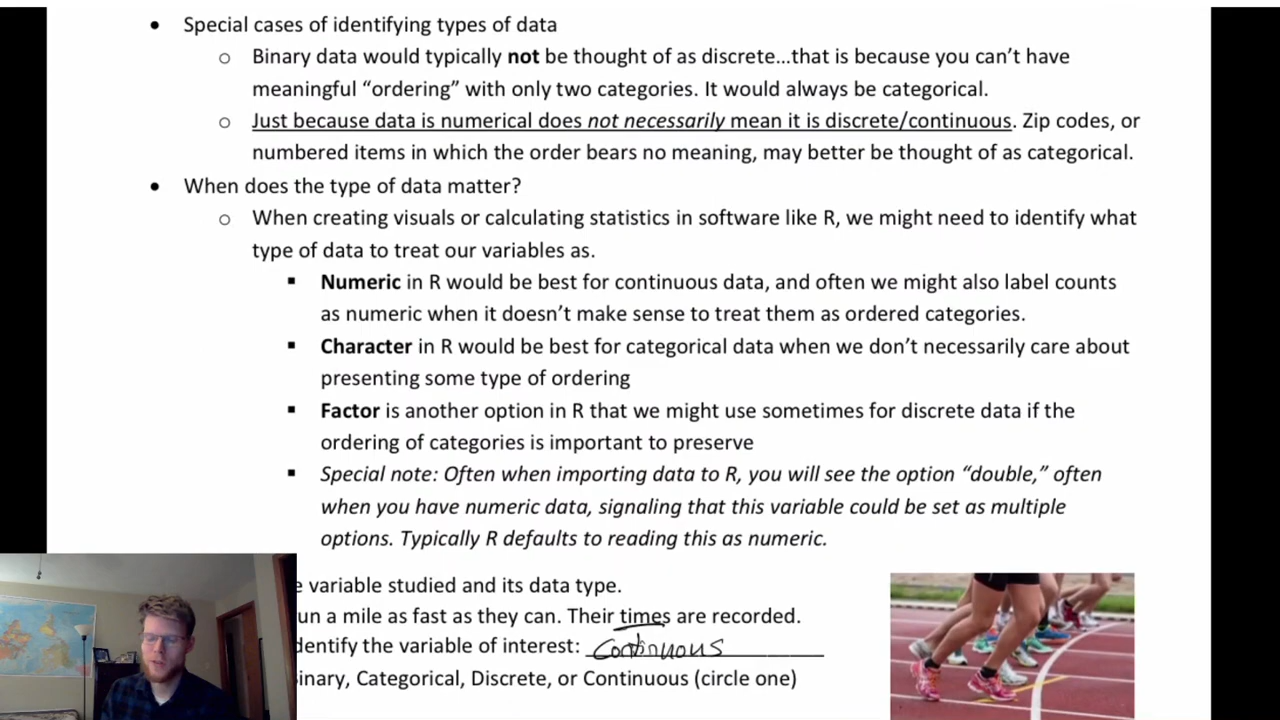 • Special cases of identifying types of data
o Binary data would typically not be thought of as discrete…that is because you can’t have
meaningful “ordering” with only two categories. It would always be categorical.
o Just because data is numerical does not necessarily mean it is discrete/continuous. Zip codes, or
numbered items in which the order bears no meaning, may better be thought of as categorical.
• When does the type of data matter?
o When creating visuals or calculating statistics in software like R, we might need to identify what
type of data to treat our variables as.
▪ Numeric in R would be best for continuous data, and often we might also label counts
as numeric when it doesn’t make sense to treat them as ordered categories.
▪ Character in R would be best for categorical data when we don’t necessarily care about
presenting some type of ordering
▪ Factor is another option in R that we might use sometimes for discrete data if the
ordering of categories is important to preserve
▪ Special note: Often when importing data to R, you will see the option “double,” often
when you have numeric data, signaling that this variable could be set as multiple
options. Typically R defaults to reading this as numeric.
e variable studied and its data type.
un a mile as fast as they can. Their times are recorded.
dentify the variable of interest: Continuous
inary, Categorical, Discrete, or Continuous (circle one)